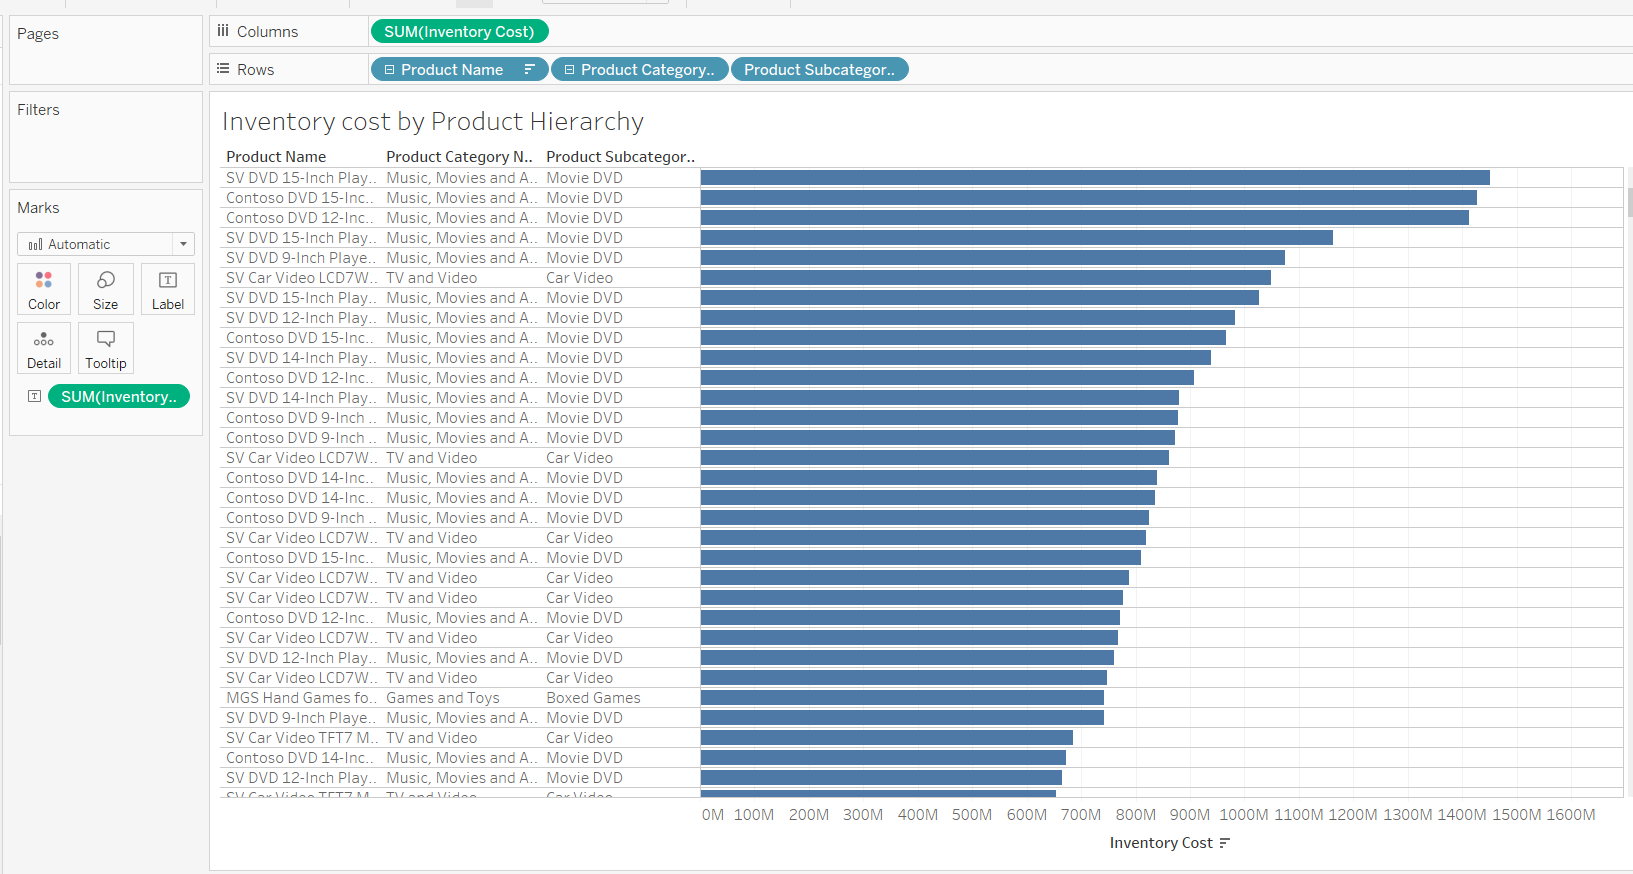 Pages
Columns
SUM(Inventory Cost)
Rows
Product Name
Product Category..
Product Subcategor..
Filters
Marks
Automatic
Color
Size
Label
Detail
Tooltip
SUM(Inventory..
Inventory cost by Product Hierarchy
Product Name Product Category N.. Product Subcategor..
SV DVD 15-Inch Play.. Music, Movies and A.. Movie DVD
Contoso DVD 15-Inc.. Music, Movies and A.. Movie DVD
Contoso DVD 12-Inc.. Music, Movies and A.. Movie DVD
SV DVD 15-Inch Play.. Music, Movies and A.. Movie DVD
SV DVD 9-Inch Playe.. Music, Movies and A.. Movie DVD
SV Car Video LCD7W.. TV and Video Car Video
SV DVD 15-Inch Play.. Music, Movies and A.. Movie DVD
SV DVD 12-Inch Play.. Music, Movies and A.. Movie DVD
Contoso DVD 15-Inc.. Music, Movies and A.. Movie DVD
SV DVD 14-Inch Play.. Music, Movies and A.. Movie DVD
Contoso DVD 12-Inc.. Music, Movies and A.. Movie DVD
SV DVD 14-Inch Play.. Music, Movies and A.. Movie DVD
Contoso DVD 9-Inch .. Music, Movies and A.. Movie DVD
Contoso DVD 9-Inch .. Music, Movies and A.. Movie DVD
SV Car Video LCD7W.. TV and Video Car Video
Contoso DVD 14-Inc.. Music, Movies and A.. Movie DVD
Contoso DVD 14-Inc.. Music, Movies and A.. Movie DVD
Contoso DVD 9-Inch .. Music, Movies and A.. Movie DVD
SV Car Video LCD7W.. TV and Video Car Video
Contoso DVD 15-Inc.. Music, Movies and A.. Movie DVD
SV Car Video LCD7W.. TV and Video Car Video
SV Car Video LCD7W.. TV and Video Car Video
Contoso DVD 12-Inc.. Music, Movies and A.. Movie DVD
SV Car Video LCD7W.. TV and Video Car Video
SV DVD 12-Inch Play.. Music, Movies and A.. Movie DVD
SV Car Video LCD7W.. TV and Video Car Video
MGS Hand Games fo.. Games and Toys Boxed Games
SV DVD 9-Inch Playe.. Music, Movies and A.. Movie DVD
SV Car Video TFT7 M.. TV and Video Car Video
Contoso DVD 14-Inc.. Music, Movies and A.. Movie DVD
SV DVD 12-Inch Play.. Music, Movies and A.. Movie DVD
SV Car Video TFT7 M.. TV and Video Car Video
0M 100M 200M 300M 400M 500M 600M 700M 800M 900M 1000M 1100M 1200M 1300M 1400M 1500M 1600M
Inventory Cost